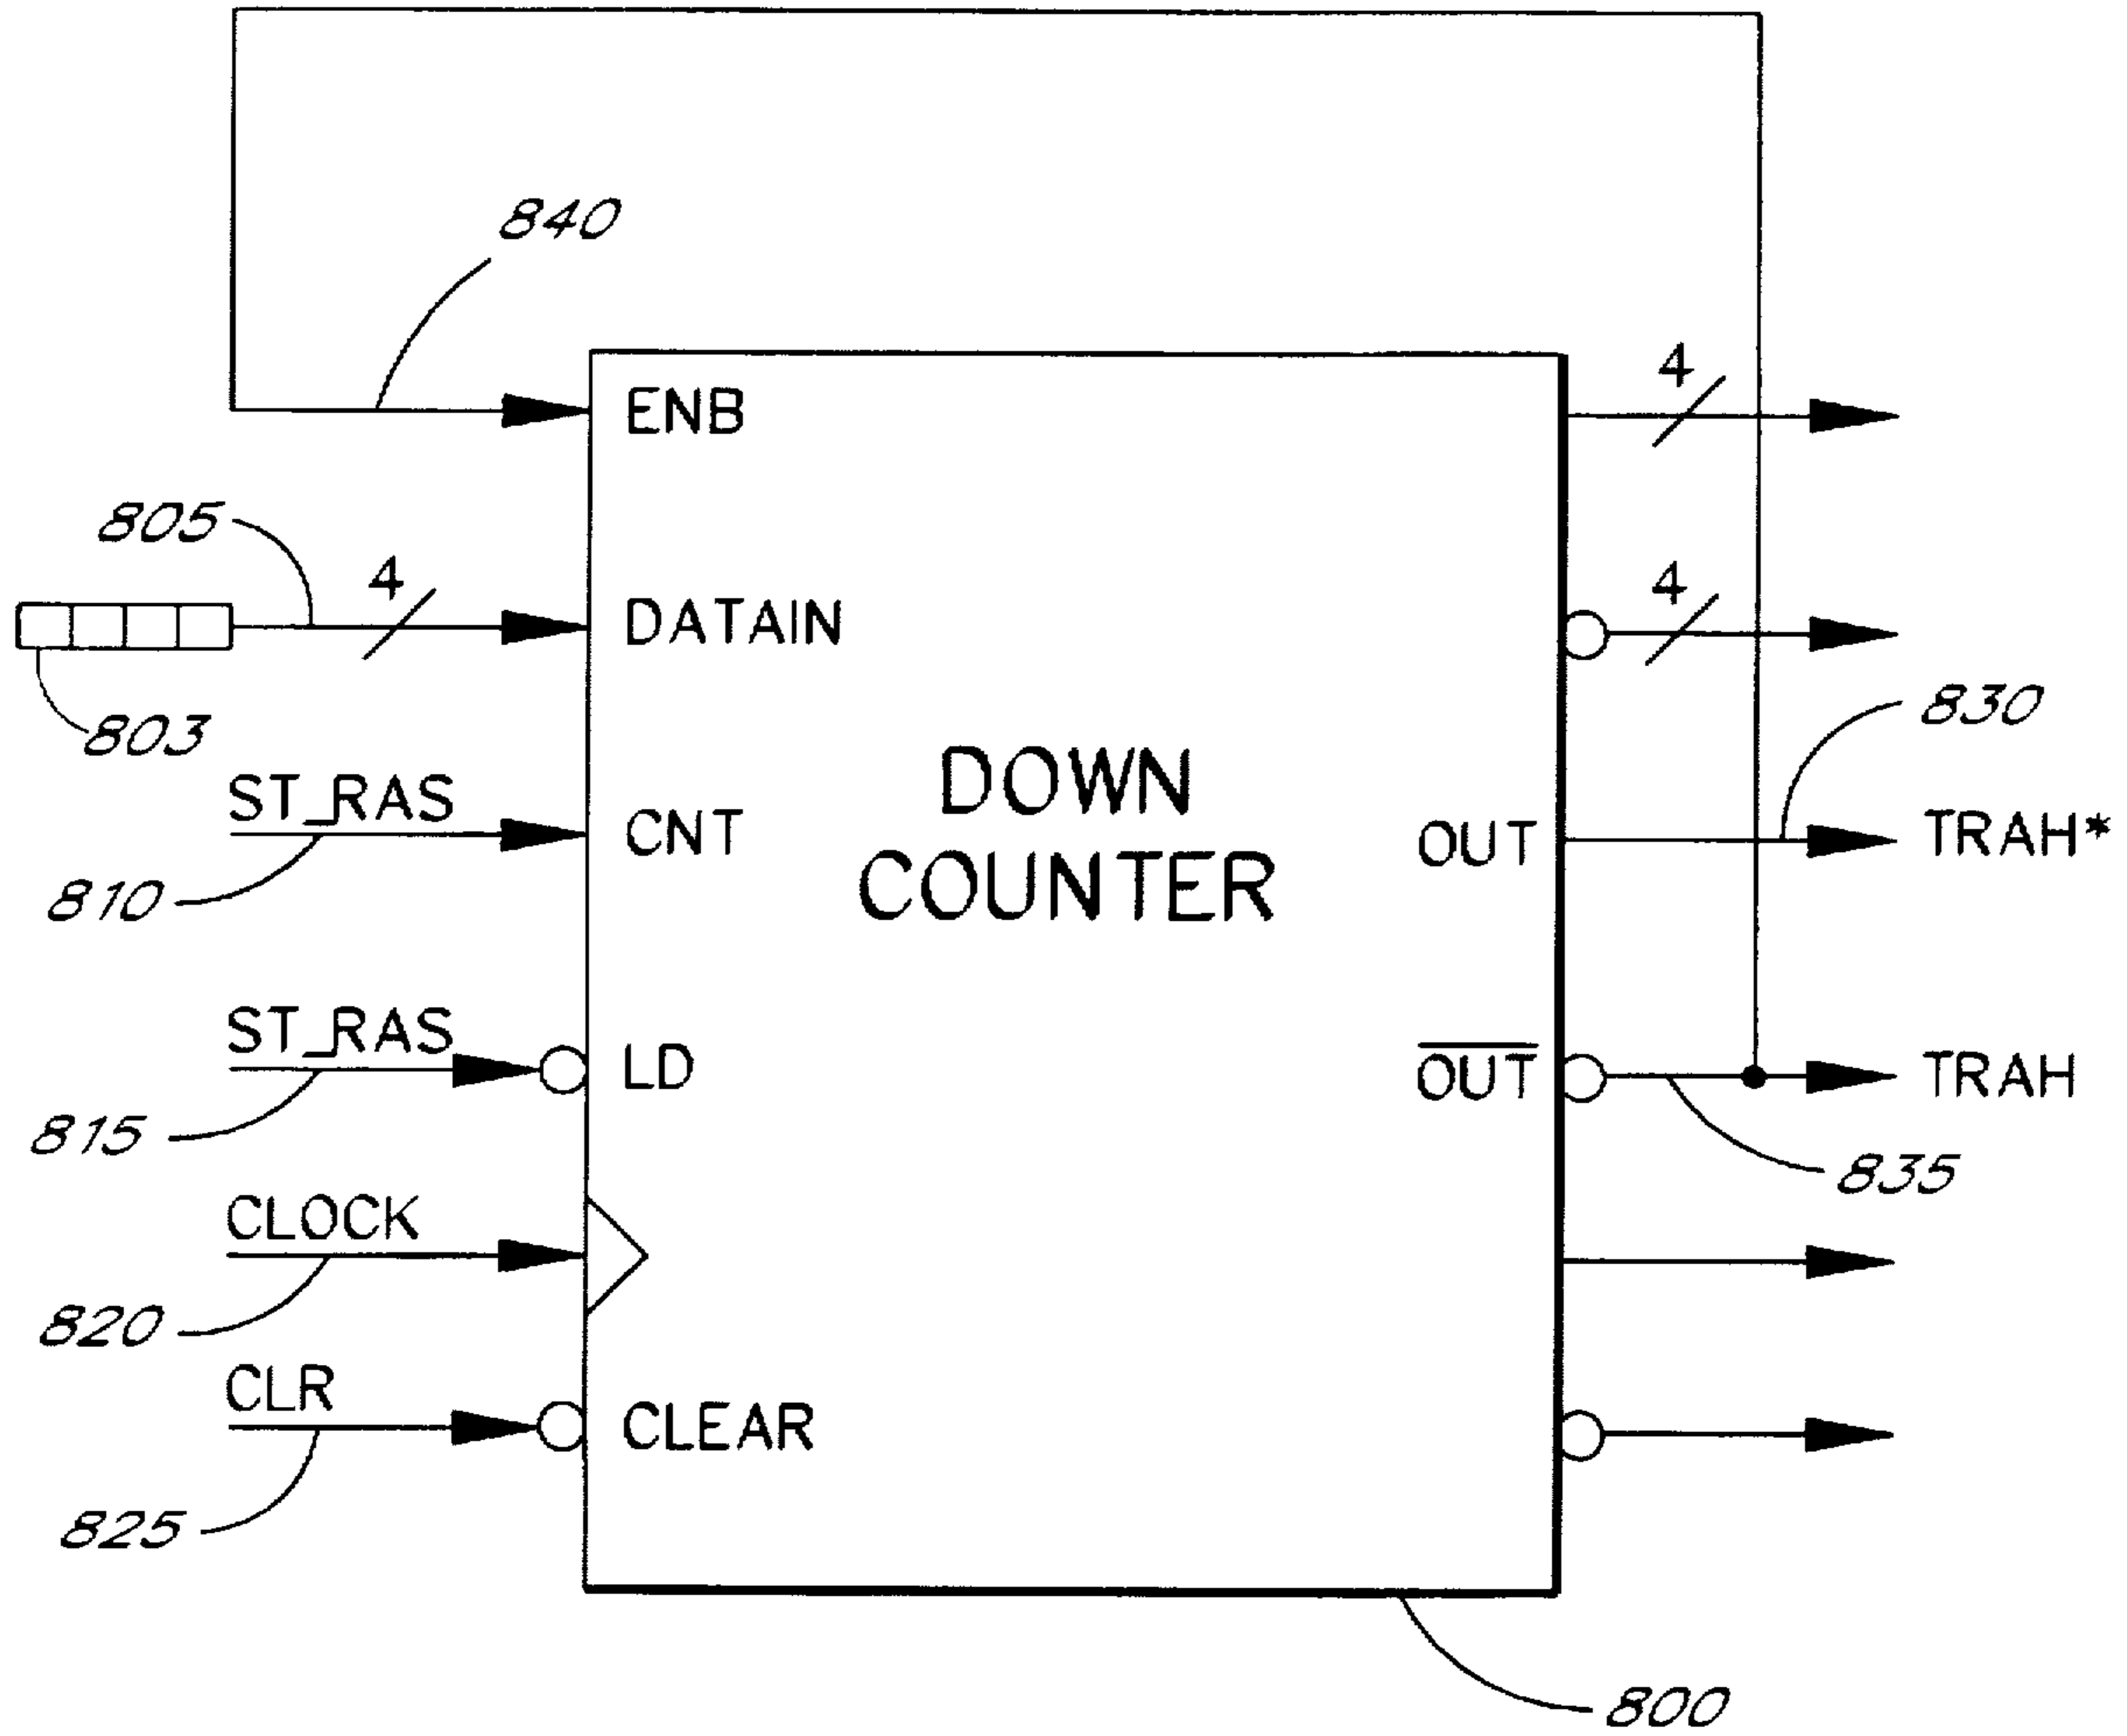 840
4
ENB
805
4
4
DATAIN
803
830
ST_RAS
DOWN
CNT
OUT
TRAH*
COUNTER
810
ST_RAS
LD
OUT
TRAH
815
835
CLOCK
820
CLR
CLEAR
825
800